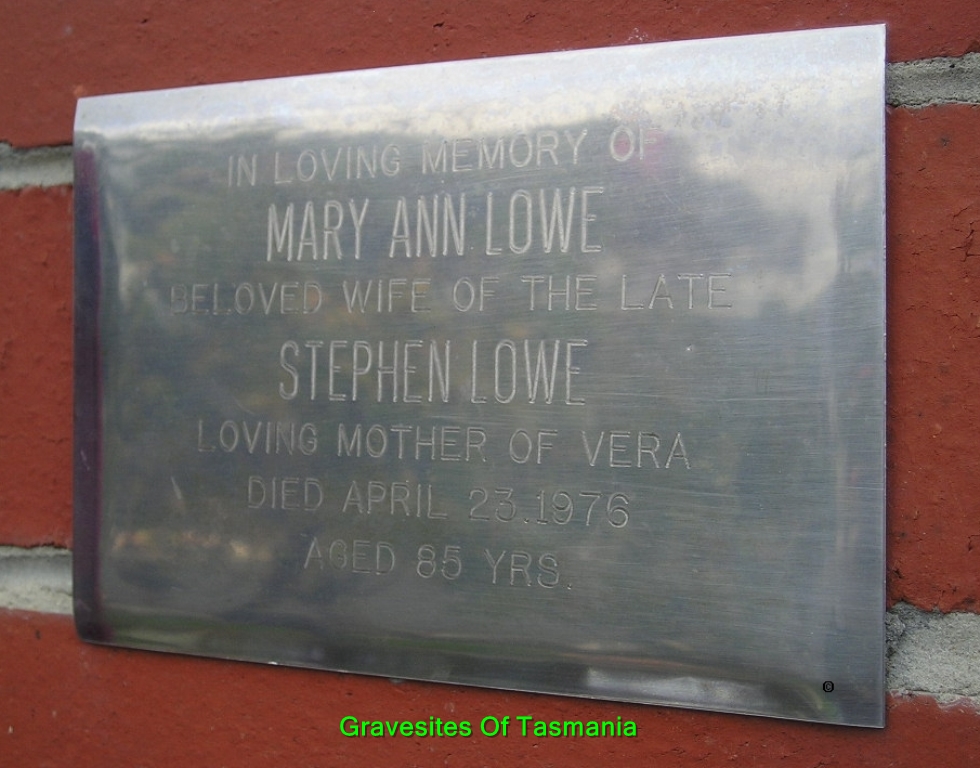 IN LOVING MEMORY OF
MARY ANN LOWE
BELOVED WIFE OF THE LATE
STEPHEN LOWE
LOVING MOTHER OF VERA
DIED APRIL 23.1976
AGED 85 YRS.
©
Gravesites Of Tasmania